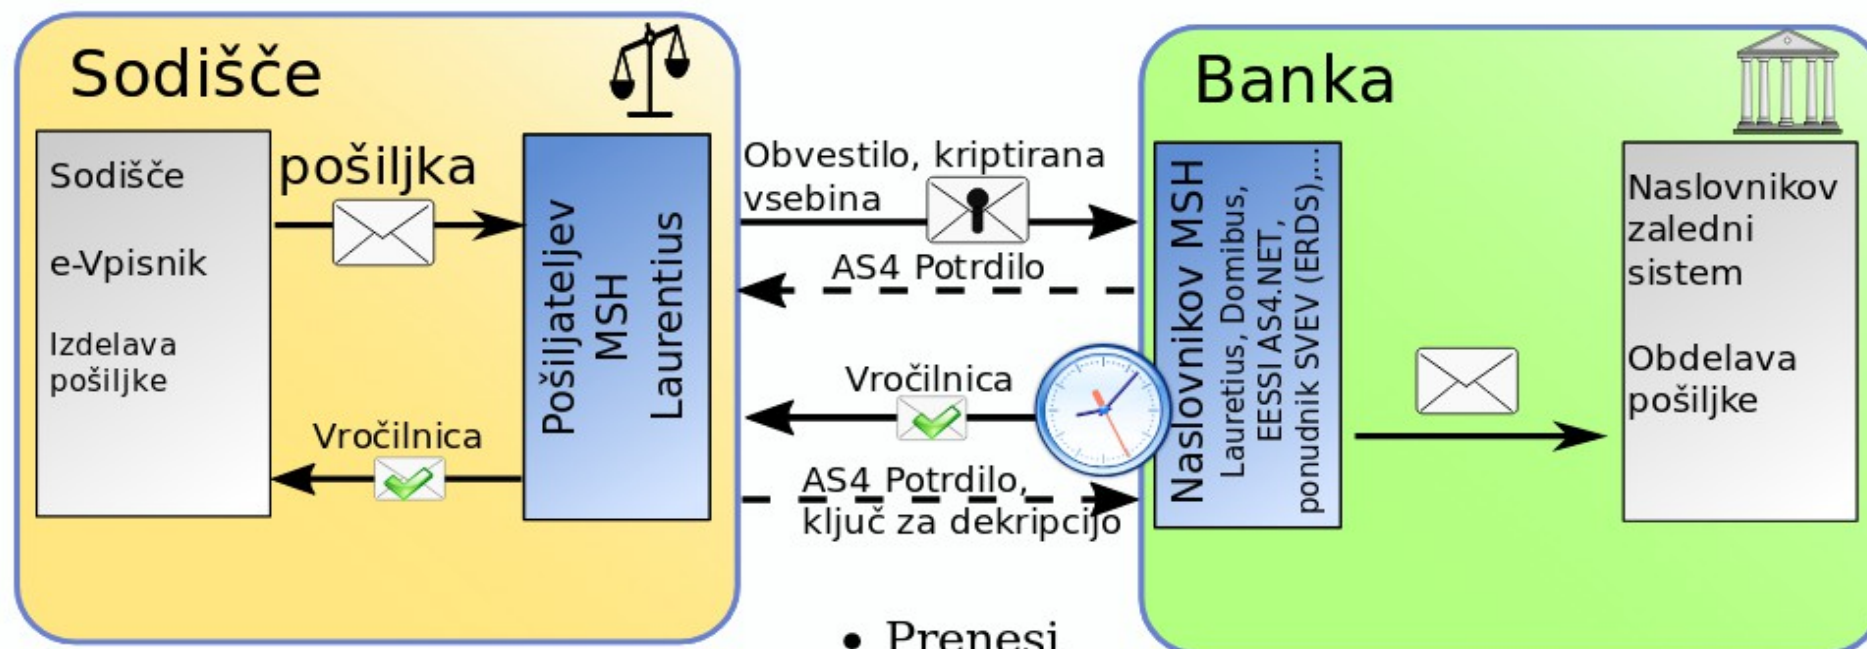 Sodišče
Sodišče
e-Vpisnik
Izdelava
pošiljke
pošiljka
Vročilnica
Pošiljateljev
MSH
Laurentius
Obvestilo, kriptirana
vsebina
AS4 Potrdilo
Vročilnica
AS4 Potrdilo,
ključ za dekripcijo
Banka
Naslovnikov MSH
Lauretius, Domibus,
EESSI AS4.NET,
ponudnik SVEV (ERDS),...
Naslovnikov
zaledni
sistem
Obdelava
pošiljke
• Prenesi